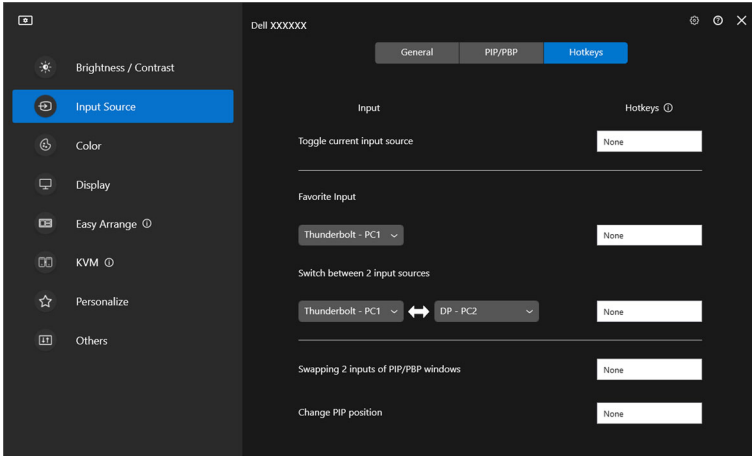 Dell XXXXXX
Brightness / Contrast
Input Source
Color
Display
Easy Arrange
KVM
Personalize
Others
General PIP/PBP Hotkeys
Input Hotkeys
Toggle current input source None
Favorite Input
Thunderbolt - PC1 None
Switch between 2 input sources
Thunderbolt - PC1 DP - PC2 None
Swapping 2 inputs of PIP/PBP windows None
Change PIP position None